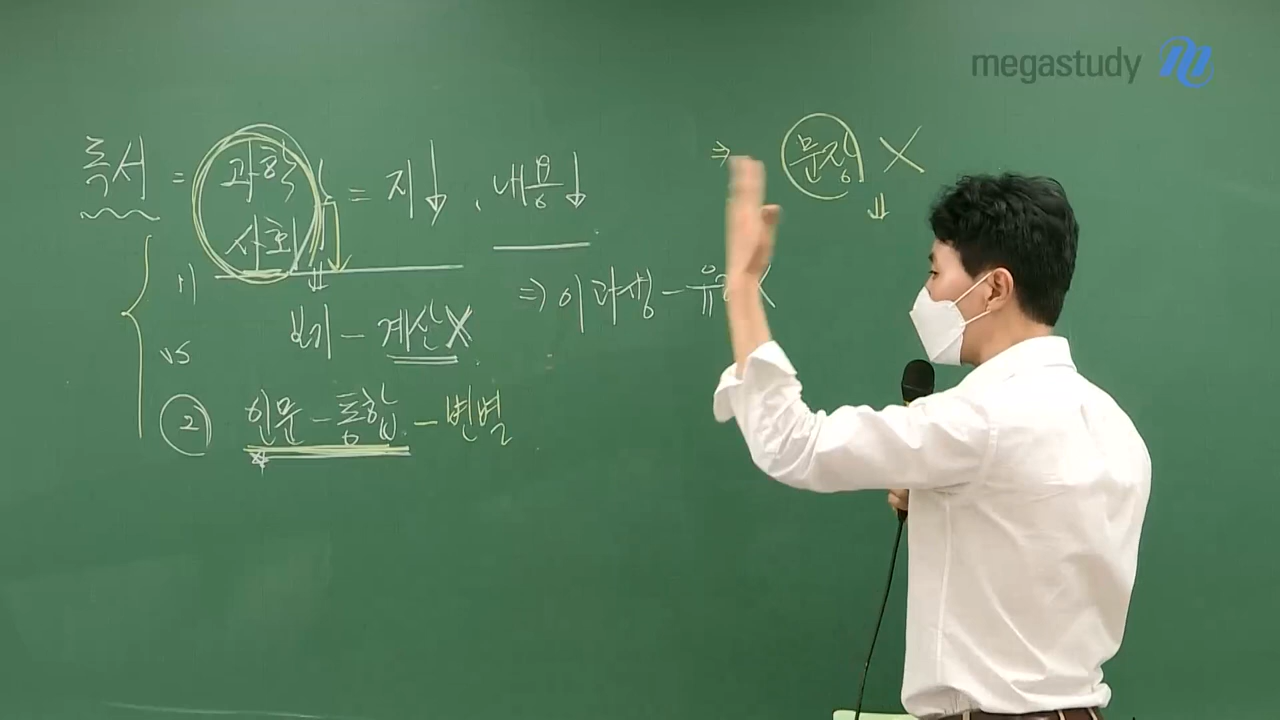 megastudy
독서 = 과학 = 지↓, 내용↓
사회
1) ⇓
보기 - 계산X
⇒ 이과생 - 유
vs
② 인문 - 통합 - 변별
⇒ 문장 X
⇓